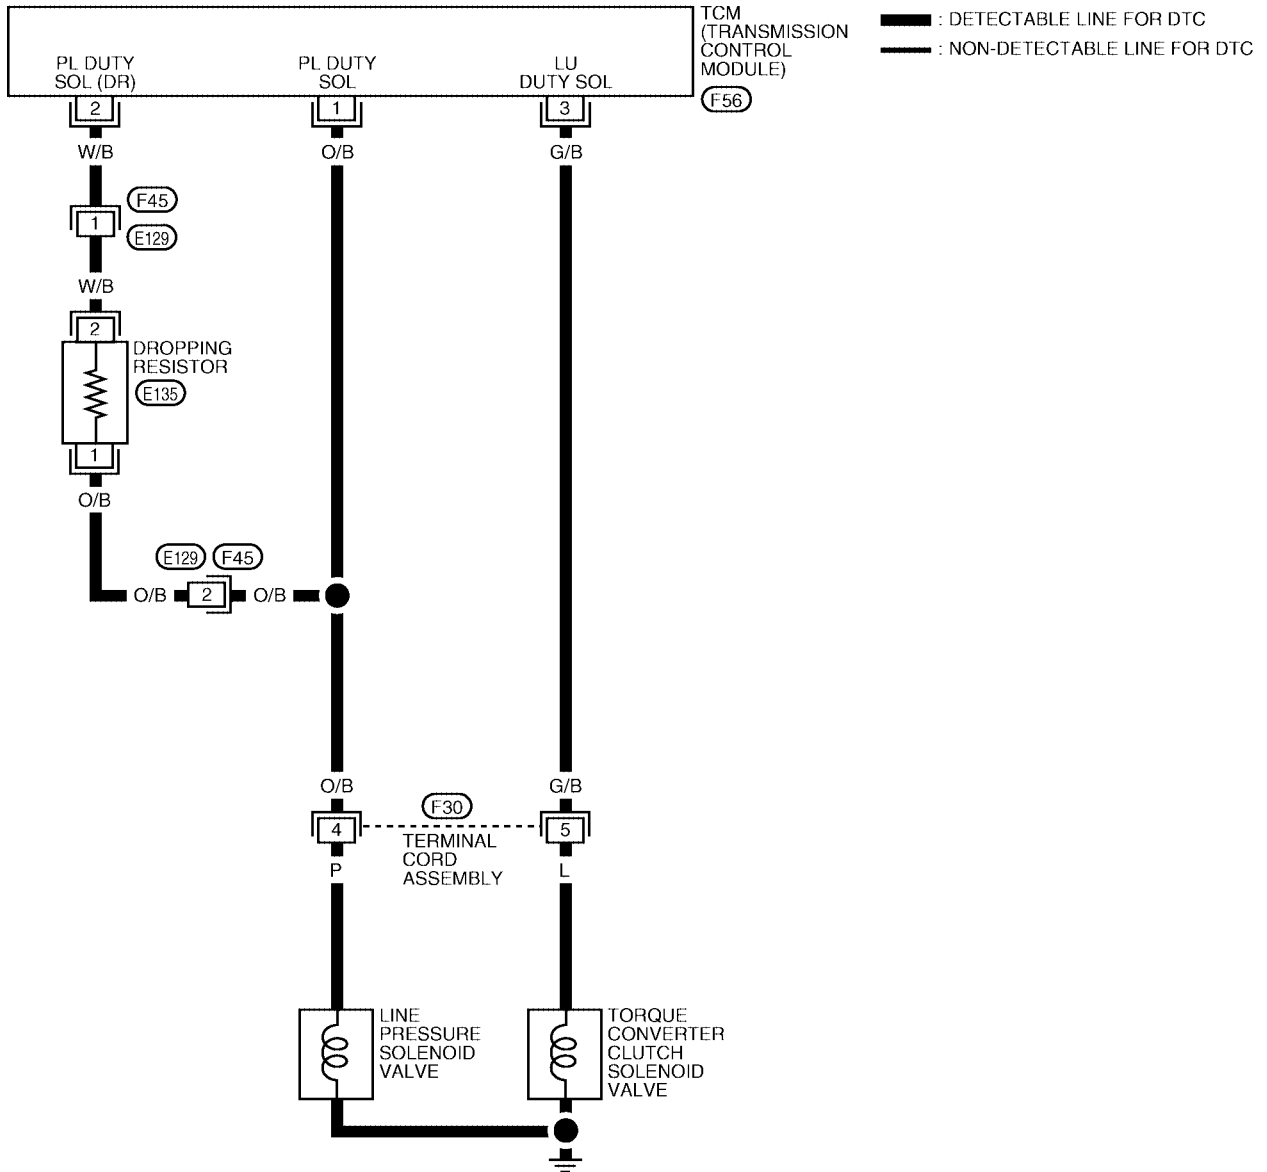 TCM
(TRANSMISSION
CONTROL
MODULE)
F56
: DETECTABLE LINE FOR DTC
: NON-DETECTABLE LINE FOR DTC
PL DUTY
SOL (DR)
PL DUTY
SOL
LU
DUTY SOL
2
1
3
W/B
O/B
G/B
F45
1
E129
W/B
2
DROPPING
RESISTOR
E135
1
O/B
E129
F45
O/B
2
O/B
O/B
G/B
F30
4
5
TERMINAL
CORD
ASSEMBLY
P
L
LINE
PRESSURE
SOLENOID
VALVE
TORQUE
CONVERTER
CLUTCH
SOLENOID
VALVE